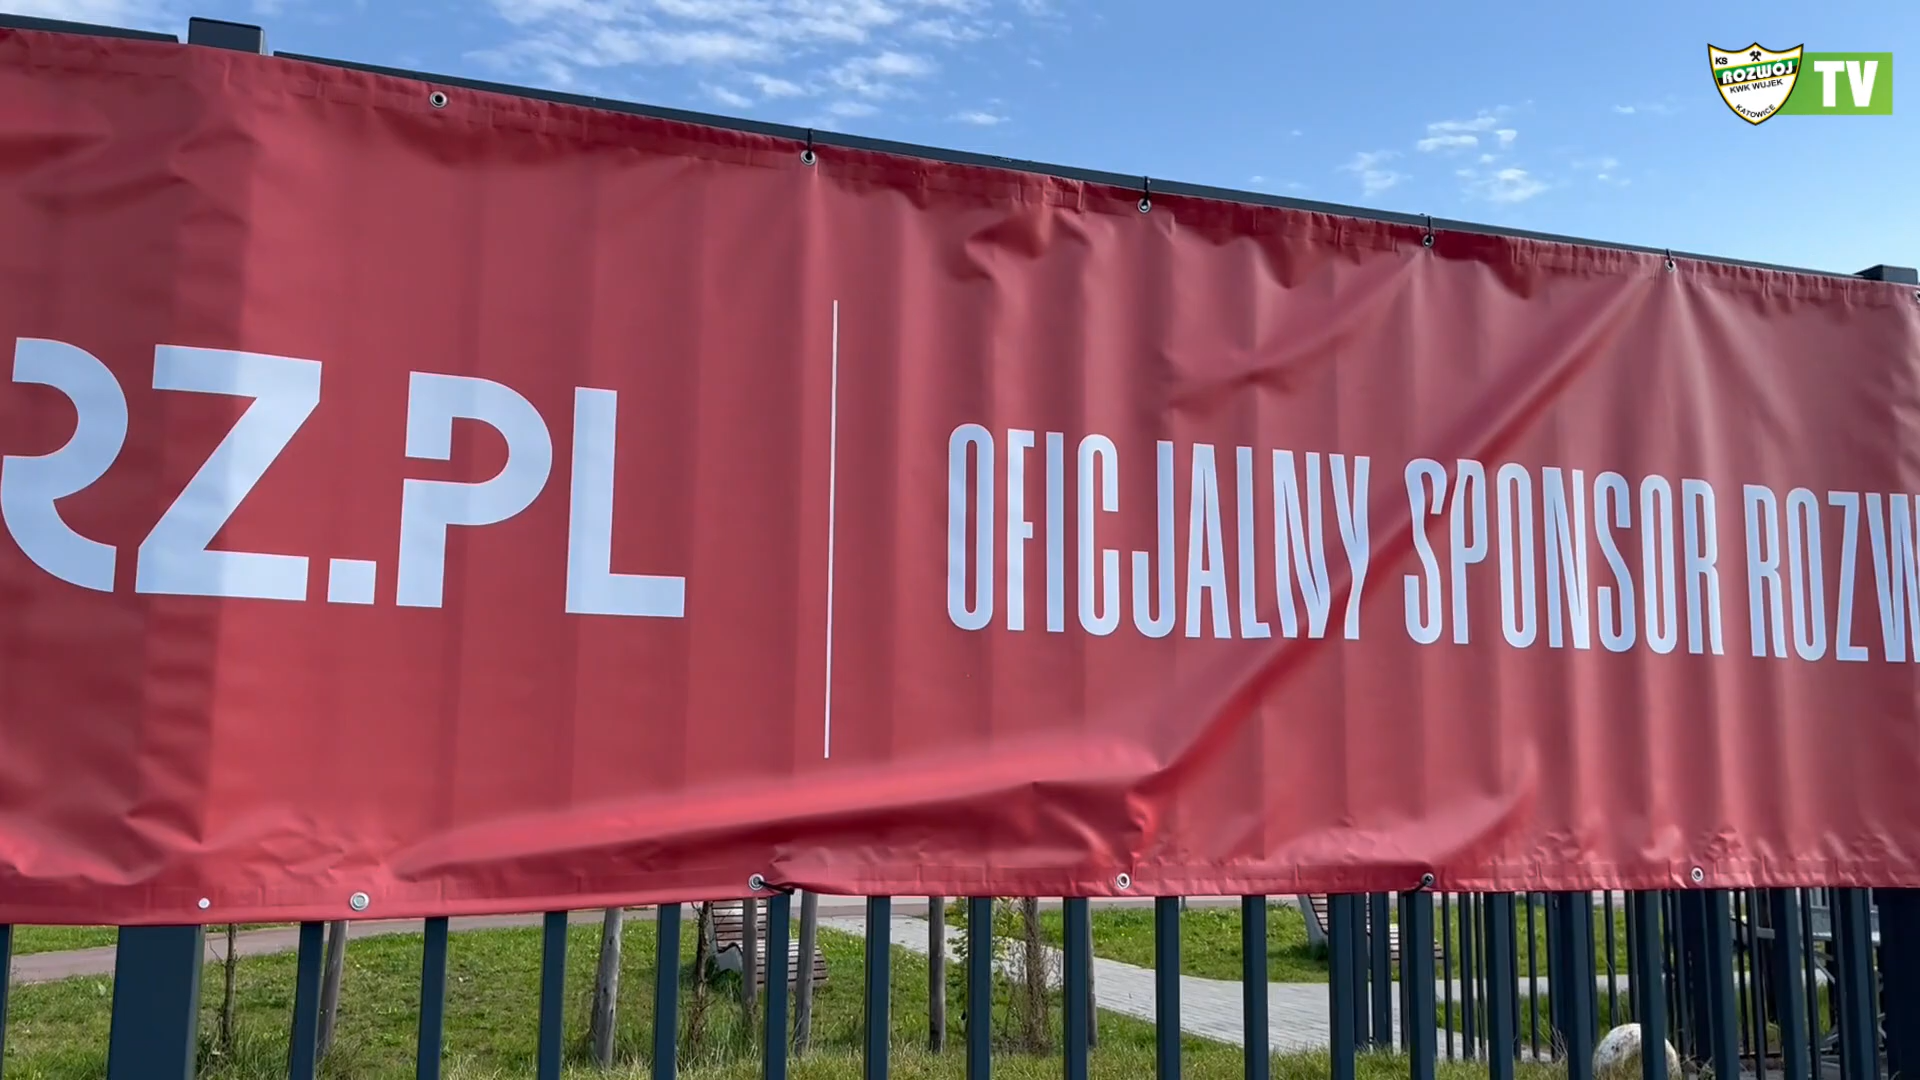 KS
ROZWÓJ
KWK WUJEK
KATOWICE
TV
RZ.PL
OFICJALNY SPONSOR ROZW